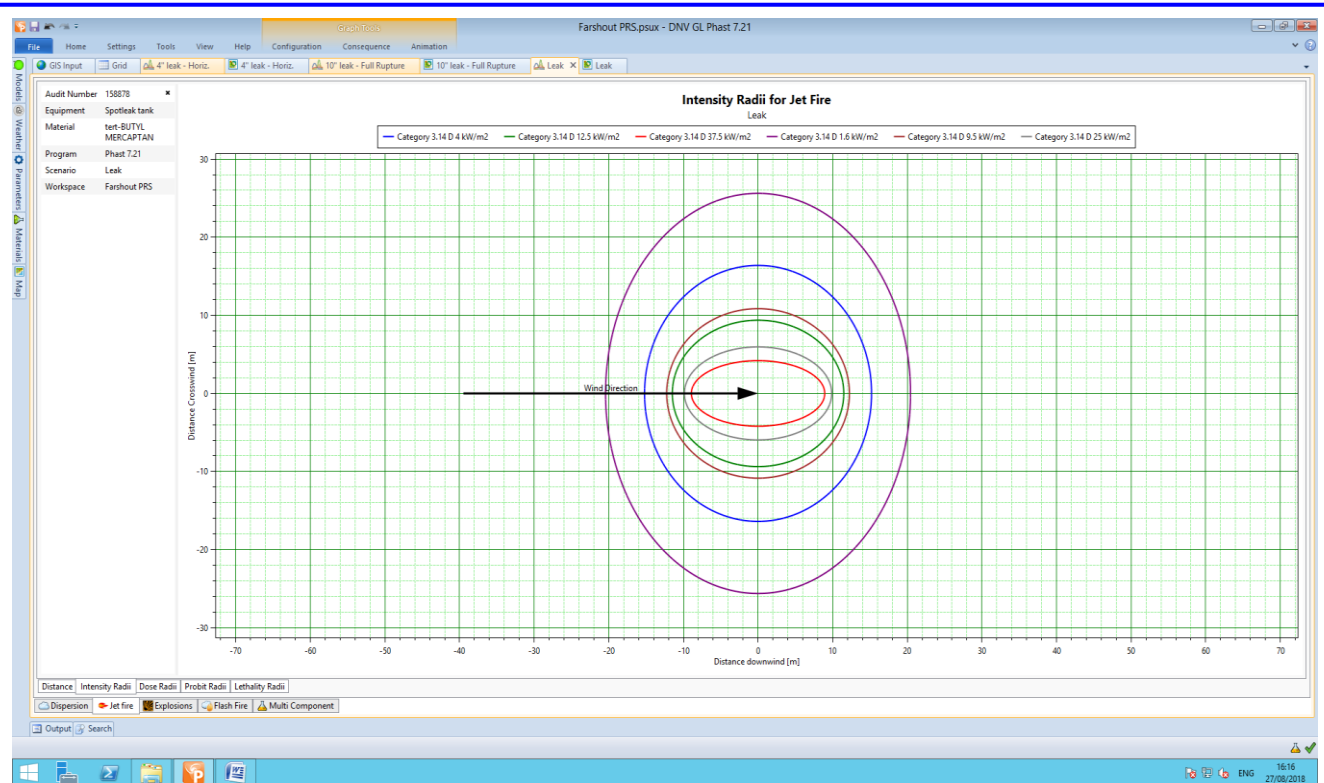 Graph Tools
Farshout PRS.psux - DNV GL Phast 7.21
File Home Settings Tools View Help Configuration Consequence Animation
GIS Input Grid 4" leak - Horiz. 4" leak - Horiz. 10" leak - Full Rupture 10" leak - Full Rupture Leak Leak
Models
Weather
Parameters
Materials
Map
Audit Number 158878
Equipment Spotleak tank
Material tert-BUTYL
MERCAPTAN
Program Phast 7.21
Scenario Leak
Workspace Farshout PRS
Intensity Radii for Jet Fire
Leak
Category 3.14 D 4 kW/m2 Category 3.14 D 12.5 kW/m2 Category 3.14 D 37.5 kW/m2 Category 3.14 D 1.6 kW/m2 Category 3.14 D 9.5 kW/m2 Category 3.14 D 25 kW/m2
30
20
10
0
-10
-20
-30
Distance Crosswind [m]
Wind Direction
-70 -60 -50 -40 -30 -20 -10 0 10 20 30 40 50 60 70
Distance downwind [m]
Distance Intensity Radii Dose Radii Probit Radii Lethality Radii
Dispersion Jet fire Explosions Flash Fire Multi Component
Output Search
ENG 16:16
27/08/2018